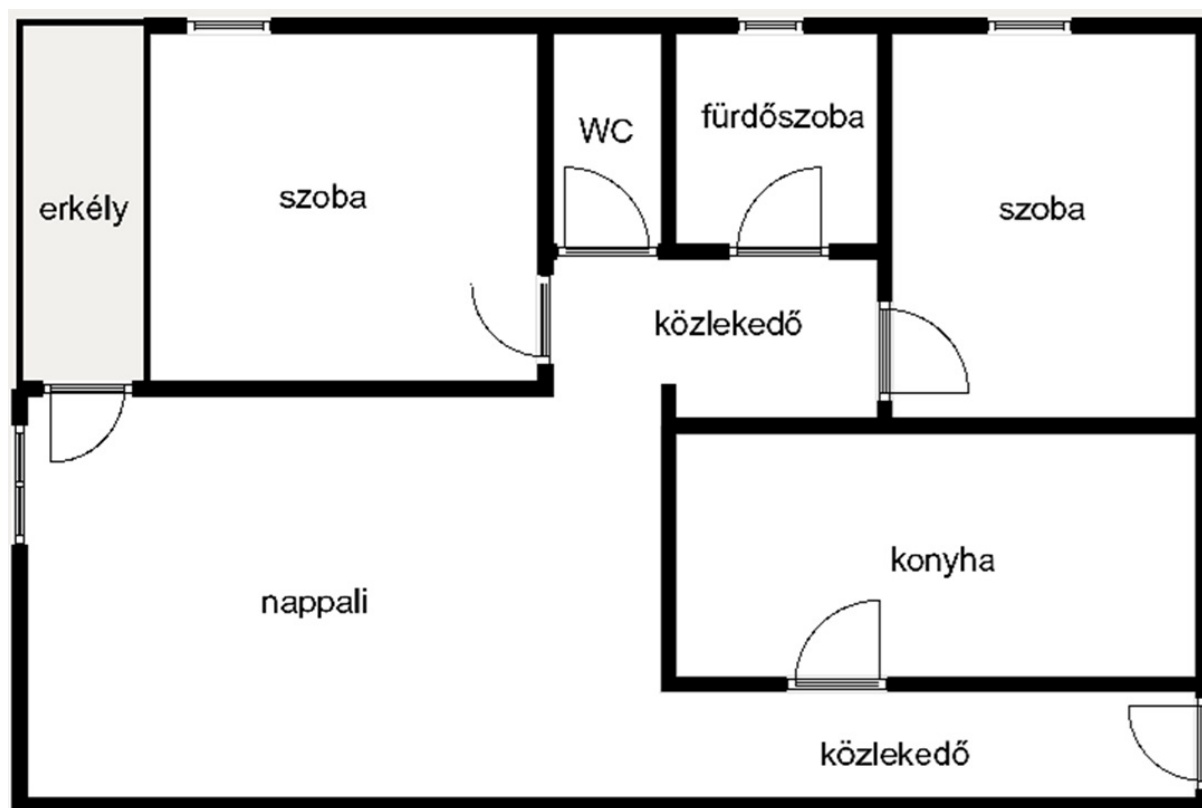 fürdőszoba
WC
szoba
erkély
szoba
közlekedő
konyha
nappali
közlekedő